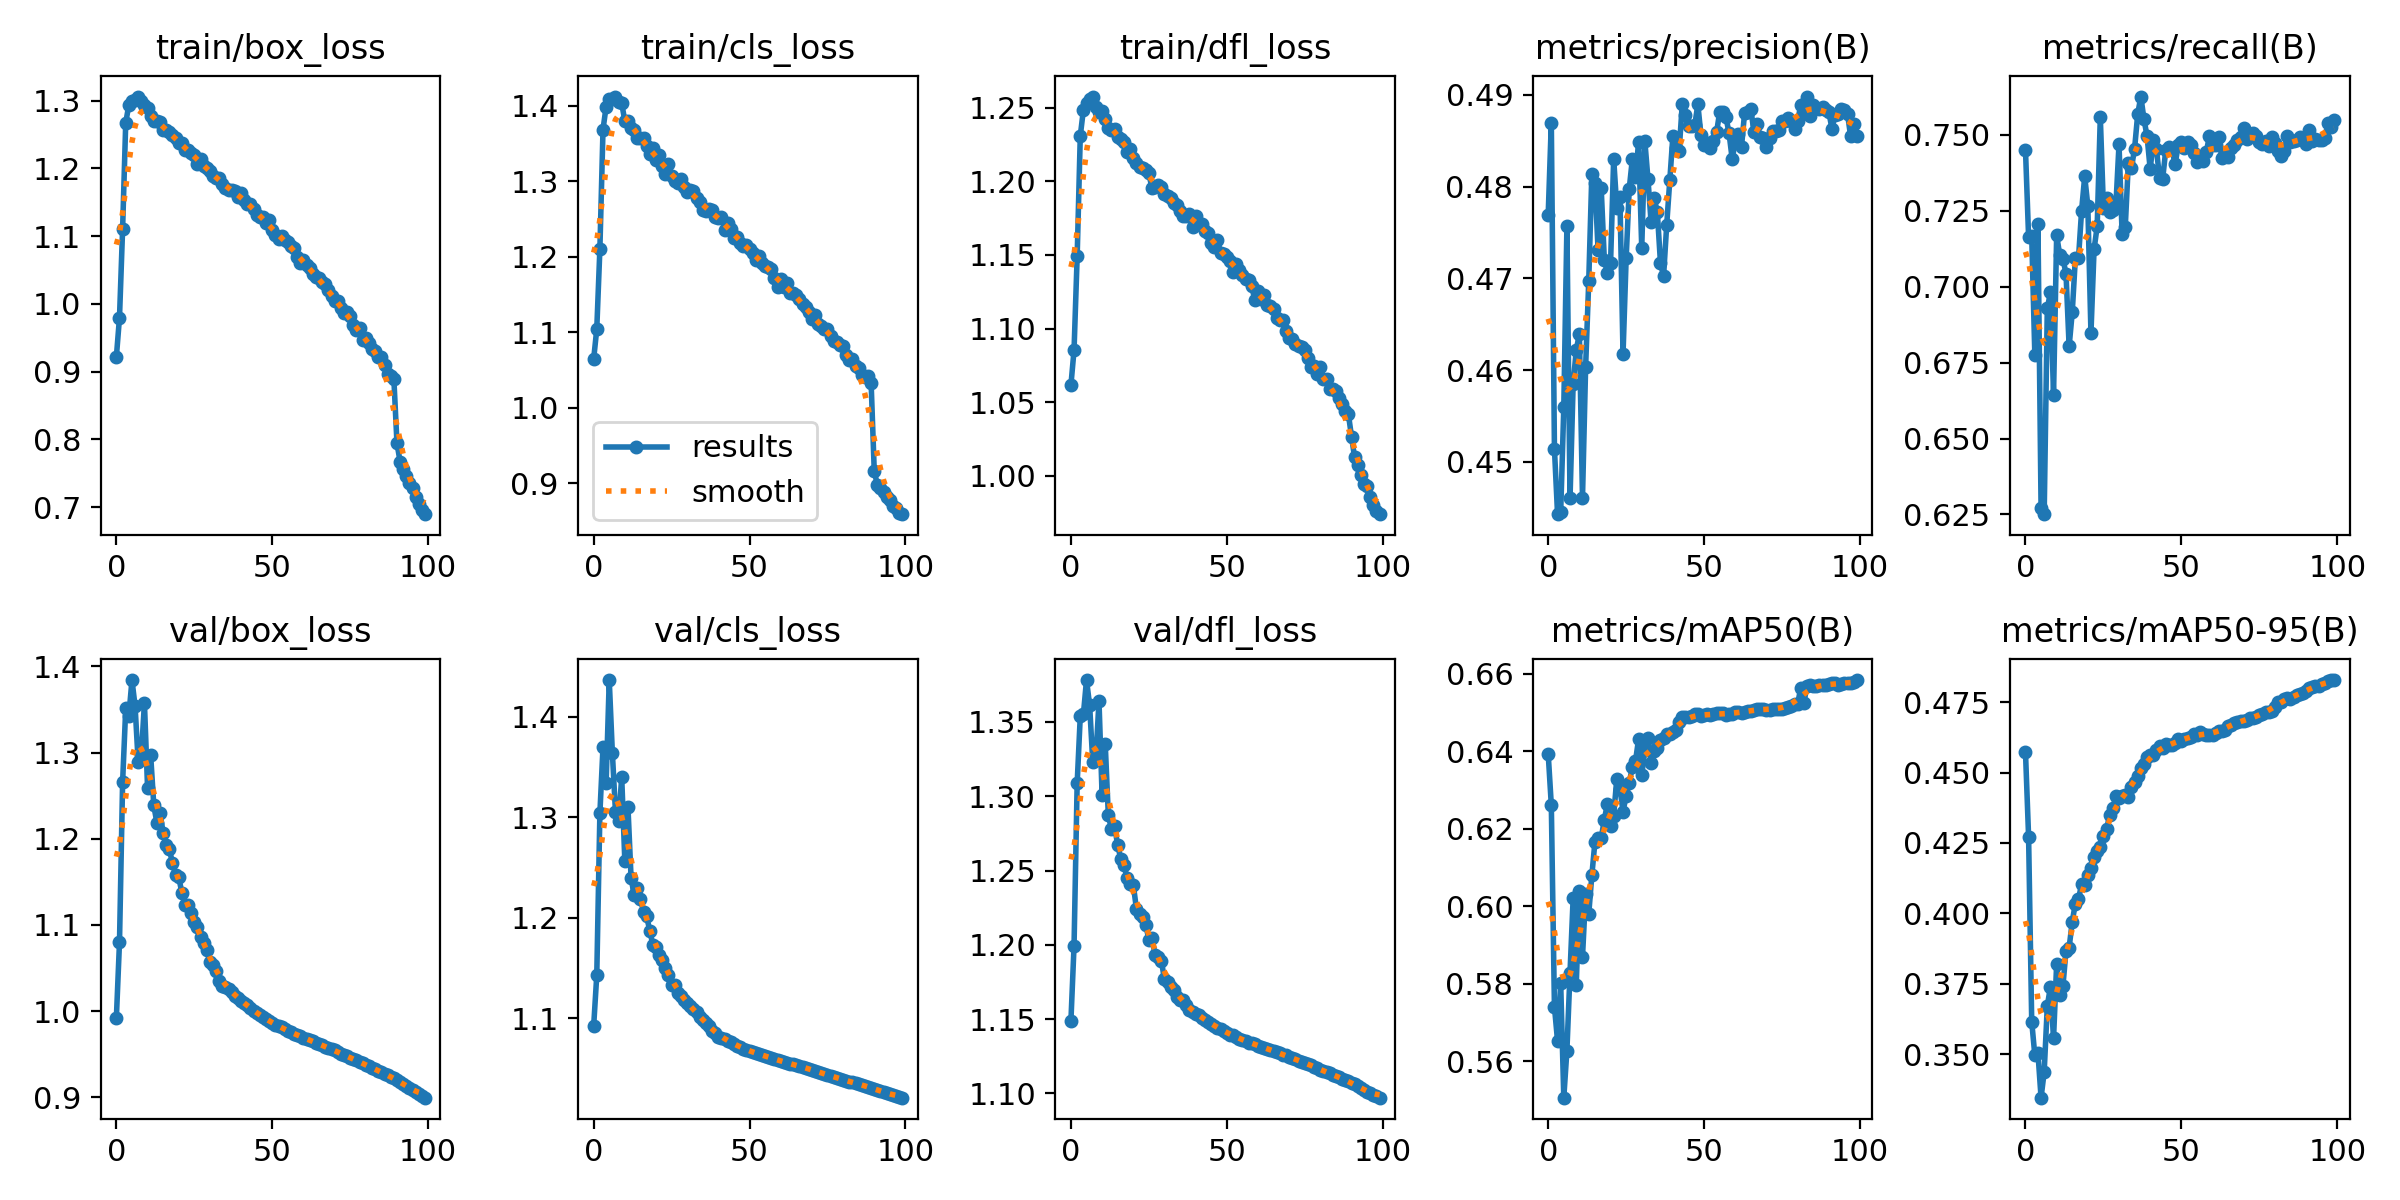 train/box_loss
1.3
1.2
1.1
1.0
0.9
0.8
0.7
0 50 100
train/cls_loss
1.4
1.3
1.2
1.1
1.0
0.9
results
smooth
0 50 100
train/dfl_loss
1.25
1.20
1.15
1.10
1.05
1.00
0 50 100
metrics/precision(B)
0.49
0.48
0.47
0.46
0.45
0 50 100
metrics/recall(B)
0.750
0.725
0.700
0.675
0.650
0.625
0 50 100
val/box_loss
1.4
1.3
1.2
1.1
1.0
0.9
0 50 100
val/cls_loss
1.4
1.3
1.2
1.1
0 50 100
val/dfl_loss
1.35
1.30
1.25
1.20
1.15
1.10
0 50 100
metrics/mAP50(B)
0.66
0.64
0.62
0.60
0.58
0.56
0 50 100
metrics/mAP50-95(B)
0.475
0.450
0.425
0.400
0.375
0.350
0 50 100